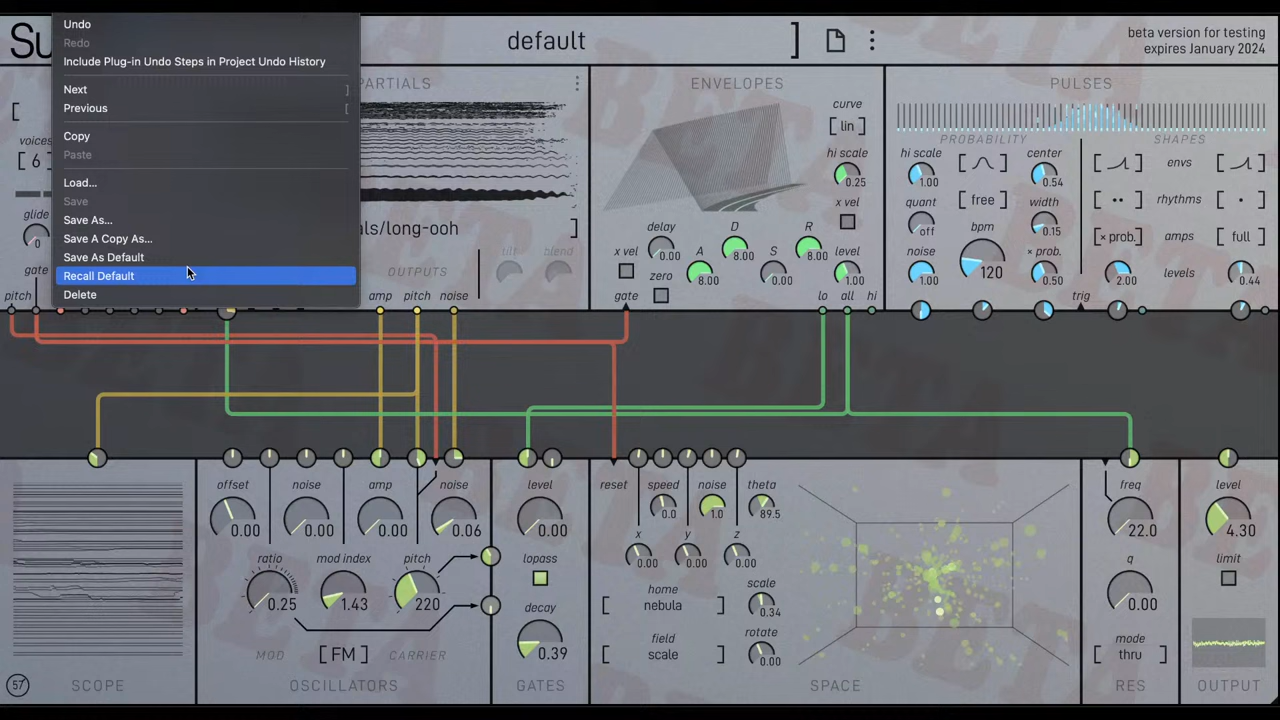 Su
default
]
beta version for testing
expires January 2024
Undo
Redo
Include Plug-in Undo Steps in Project Undo History
Next ]
Previous [
Copy
Paste
Load...
Save
Save As...
Save A Copy As...
Save As Default
Recall Default
Delete
[
voices
[ 6
glide
0
gate
pitch
PARTIALS
als/long-ooh ]
OUTPUTS
tilt
blend
amp pitch noise
ENVELOPES
curve
[ lin ]
hi scale
0.25
x vel
delay
0.00
D
8.00
R
8.00
x vel
A
8.00
S
0.00
level
1.00
zero
gate
lo all hi
PULSES
PROBABILITY SHAPES
hi scale
1.00
center
0.54
envs
quant
off
[ free ]
width
0.15
rhythms
bpm
120
[ × prob. ]
amps
[ full ]
noise
1.00
× prob.
0.50
2.00
levels
0.44
trig
offset
0.00
noise
0.00
amp
0.00
noise
0.06
ratio
0.25
mod index
1.43
pitch
220
MOD
[ FM ]
CARRIER
level
0.00
lopass
decay
0.39
reset
speed
0.0
noise
1.0
theta
89.5
x
0.00
y
0.00
z
0.00
home
[ nebula ]
scale
0.34
field
[ scale ]
rotate
0.00
freq
22.0
q
0.00
mode
[ thru ]
level
4.30
limit
57
SCOPE
OSCILLATORS
GATES
SPACE
RES
OUTPUT
BETA